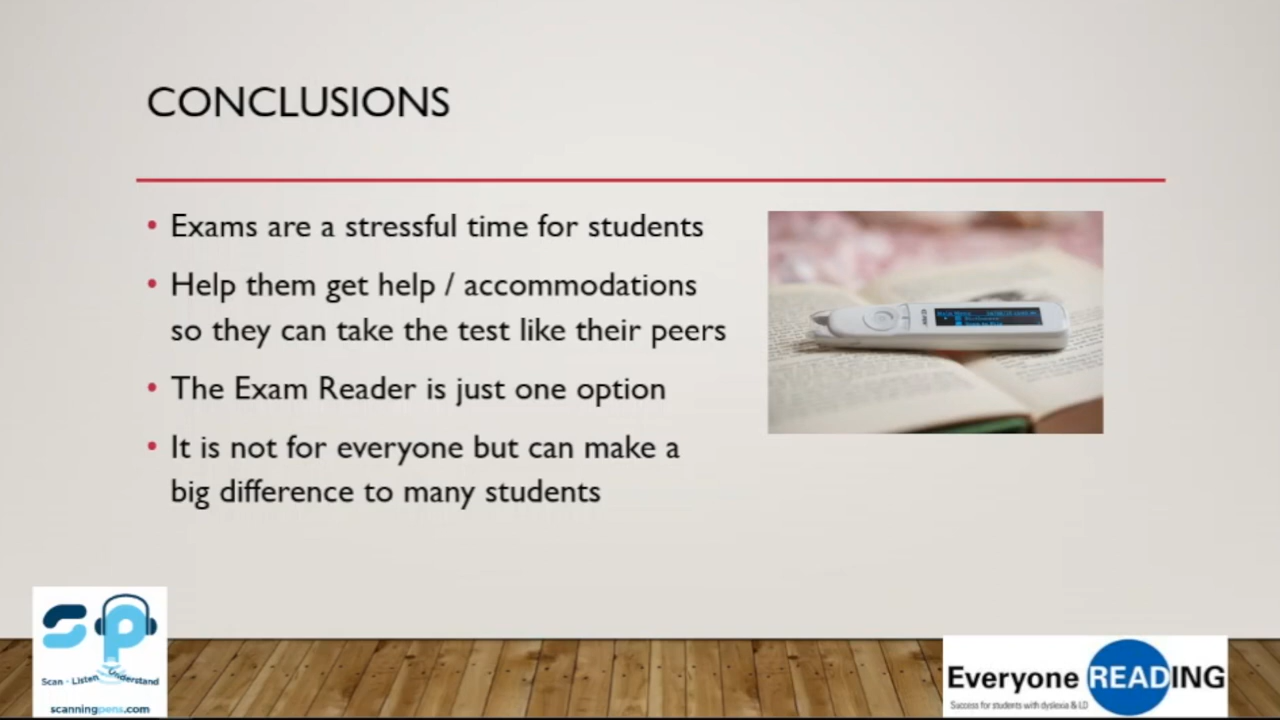 CONCLUSIONS
• Exams are a stressful time for students
• Help them get help / accommodations
so they can take the test like their peers
• The Exam Reader is just one option
• It is not for everyone but can make a
big difference to many students
sp
Scan - Listen Understand
scanningpens.com
Everyone READING
Success for students with dyslexia & LD